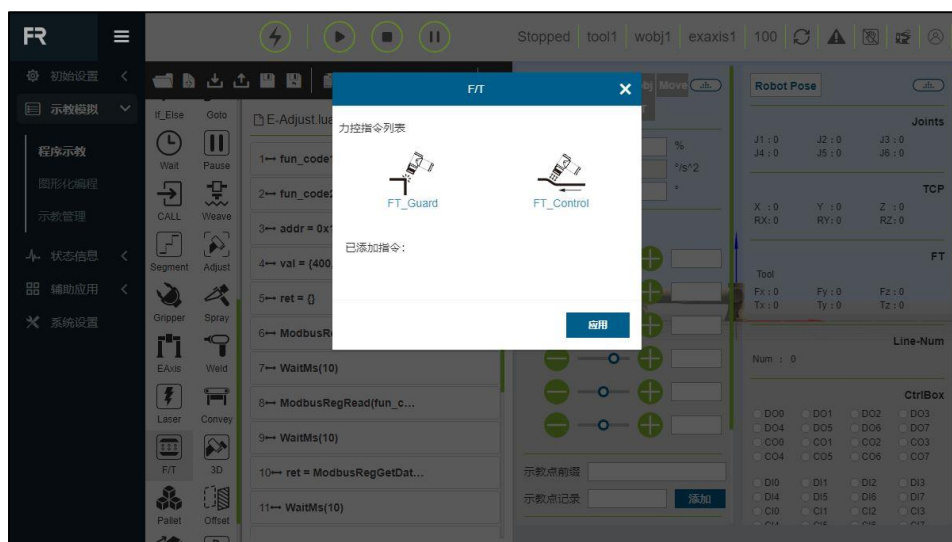 FR
Stopped tool1 wobj1 exaxis1 100
初始设置
示教模拟
程序示教
图形化编程
示教管理
状态信息
辅助应用
系统设置
If_Else Goto
Wait Pause
CALL Weave
Segment Adjust
Gripper Spray
EAxis Weld
Laser Convey
F/T 3D
Pallet Offset
E-Adjust.lua
1 fun_code
2 fun_code
3 addr = 0x
4 val = {400,
5 ret = {}
6 ModbusR
7 WaitMs(10)
8 ModbusRegRead(fun_c...
9 WaitMs(10)
10 ret = ModbusRegGetDat...
11 WaitMs(10)
F/T
力控指令列表
FT_Guard FT_Control
已添加指令:
应用
Move
%
°/s^2
°
示教点前缀
示教点记录 添加
Robot Pose
Joints
J1 : 0 J2 : 0 J3 : 0
J4 : 0 J5 : 0 J6 : 0
TCP
X : 0 Y : 0 Z : 0
RX: 0 RY: 0 RZ: 0
FT
Tool
Fx : 0 Fy : 0 Fz : 0
Tx : 0 Ty : 0 Tz : 0
Line-Num
Num : 0
CtrlBox
DO0 DO1 DO2 DO3
DO4 DO5 DO6 DO7
CO0 CO1 CO2 CO3
CO4 CO5 CO6 CO7
DI0 DI1 DI2 DI3
DI4 DI5 DI6 DI7
CI0 CI1 CI2 CI3